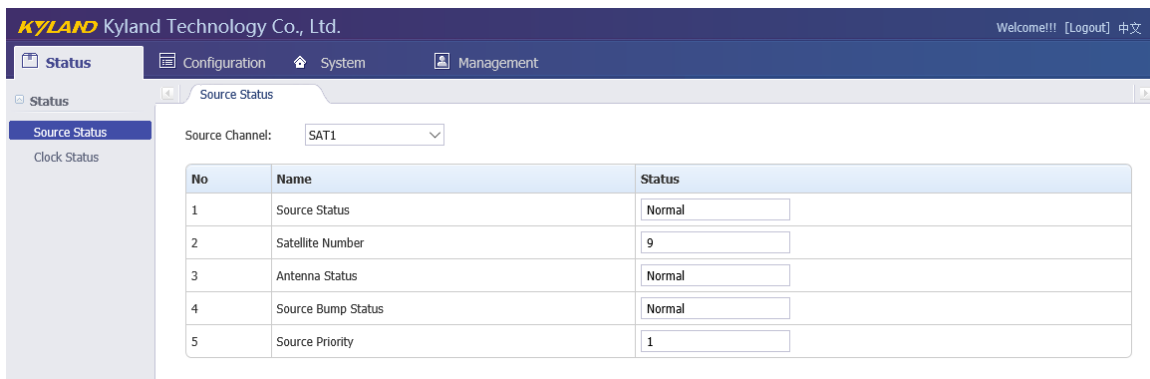 KYLAND Kyland Technology Co., Ltd.
Welcome!!! [Logout] 中文
Status Configuration System Management
Status
Source Status
Clock Status
Source Status
Source Channel: SAT1
No Name Status
1 Source Status Normal
2 Satellite Number 9
3 Antenna Status Normal
4 Source Bump Status Normal
5 Source Priority 1